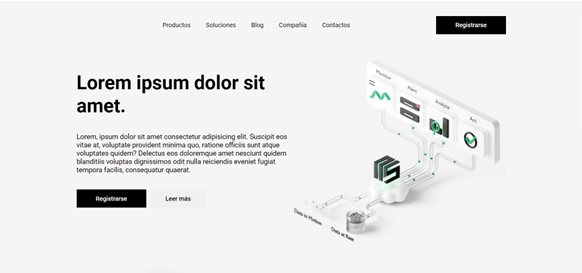 Productos Soluciones Blog Compañía Contactos Registrarse
Lorem ipsum dolor sit
amet.
Lorem, ipsum dolor sit amet consectetur adipisicing elit. Suscipit eos
vitae at, voluptate provident minima quo, ratione officiis sunt atque
voluptates quidem? Delectus eos doloremque amet nesciunt quidem
blanditiis voluptas dignissimos odit nulla reiciendis eveniet fugiat
tempora facilis, consequatur quaerat.
Registrarse Leer más
Monitor
Alert
Analyze
Act
Data in Motion
Data at Rest